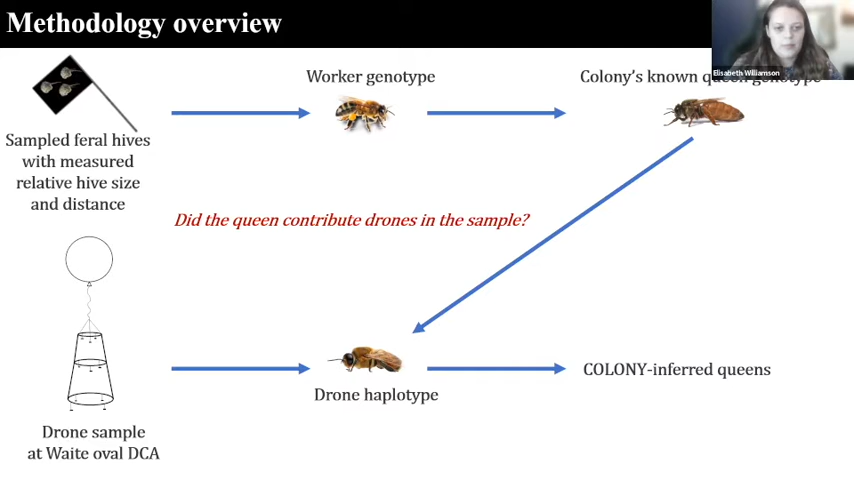 Methodology overview
Elisabeth Williamson
Worker genotype
Colony's known queen genotype
Sampled feral hives
with measured
relative hive size
and distance
Did the queen contribute drones in the sample?
Drone haplotype
COLONY-inferred queens
Drone sample
at Waite oval DCA